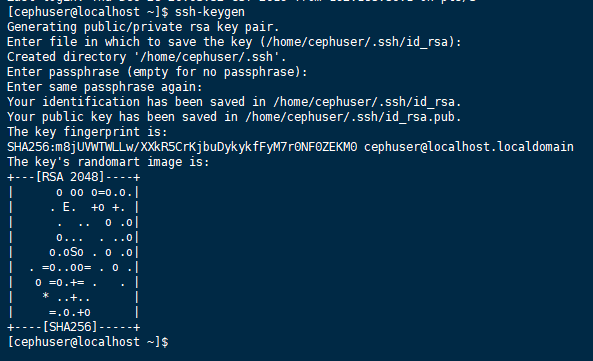 [cephuser@localhost ~]$ ssh-keygen
Generating public/private rsa key pair.
Enter file in which to save the key (/home/cephuser/.ssh/id_rsa):
Created directory '/home/cephuser/.ssh'.
Enter passphrase (empty for no passphrase):
Enter same passphrase again:
Your identification has been saved in /home/cephuser/.ssh/id_rsa.
Your public key has been saved in /home/cephuser/.ssh/id_rsa.pub.
The key fingerprint is:
SHA256:m8jUVWTWLLw/XXkR5CrKjbuDykykfFyM7r0NF0ZEKM0 cephuser@localhost.localdomain
The key's randomart image is:
+---[RSA 2048]----+
|      o oo o=o.o.|
|     . E.  +o +. |
|      .  ..  o .o|
|      o...  . ..o|
|     o.oSo . o .o|
|  . =o..oo= . o .|
|   o =o.+= .   . |
|    * ..+..      |
|     =.o.+o      |
+----[SHA256]-----+
[cephuser@localhost ~]$